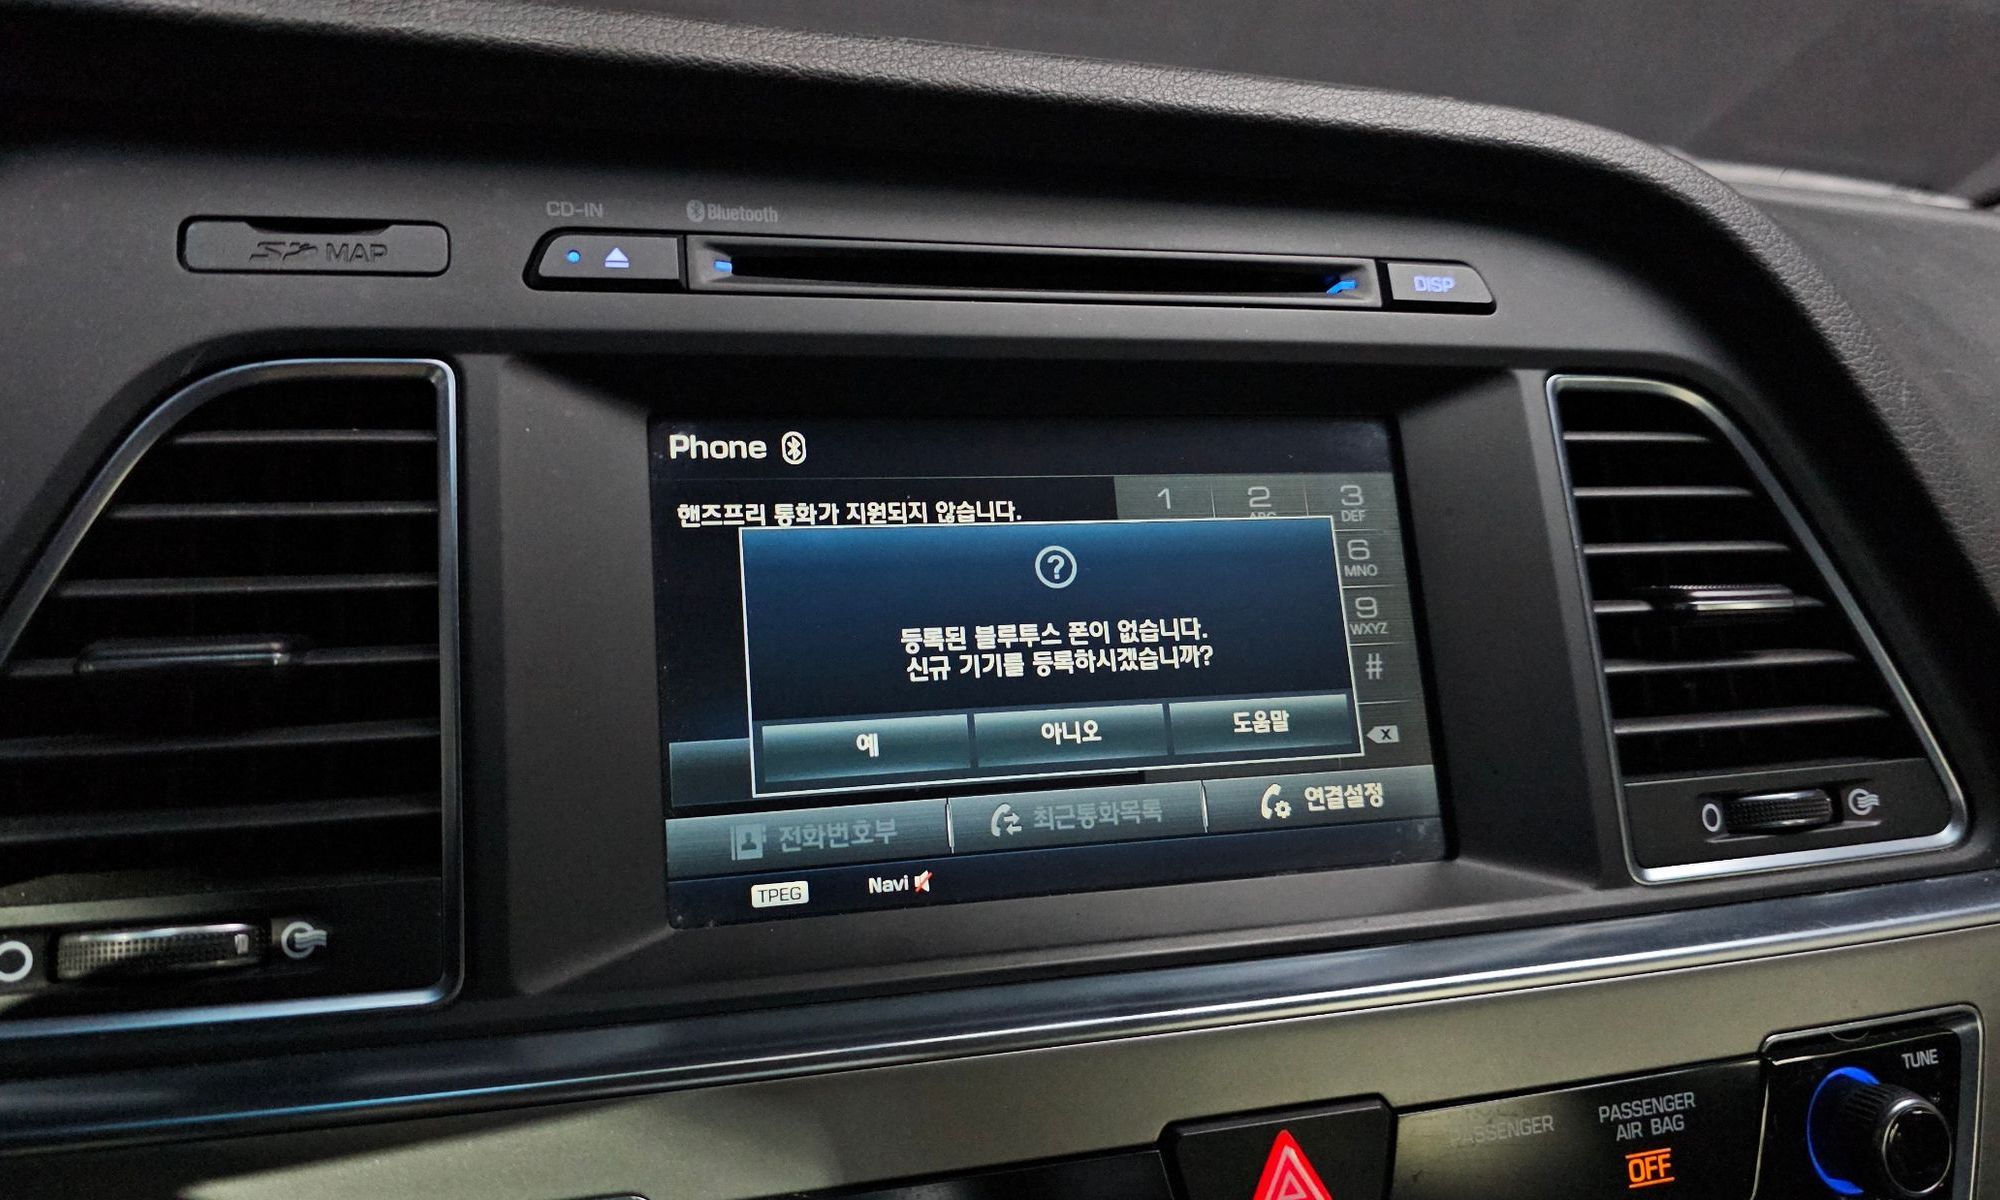 CD-IN
Bluetooth
SD MAP
DISP
Phone
핸즈프리 통화가 지원되지 않습니다.
1
2
ABC
3
DEF
등록된 블루투스 폰이 없습니다.
신규 기기를 등록하시겠습니까?
6
MNO
9
WXYZ
#
예
아니오
도움말
X
전화번호부
최근통화목록
연결설정
TPEG
Navi
TUNE
PASSENGER
PASSENGER
AIR BAG
OFF